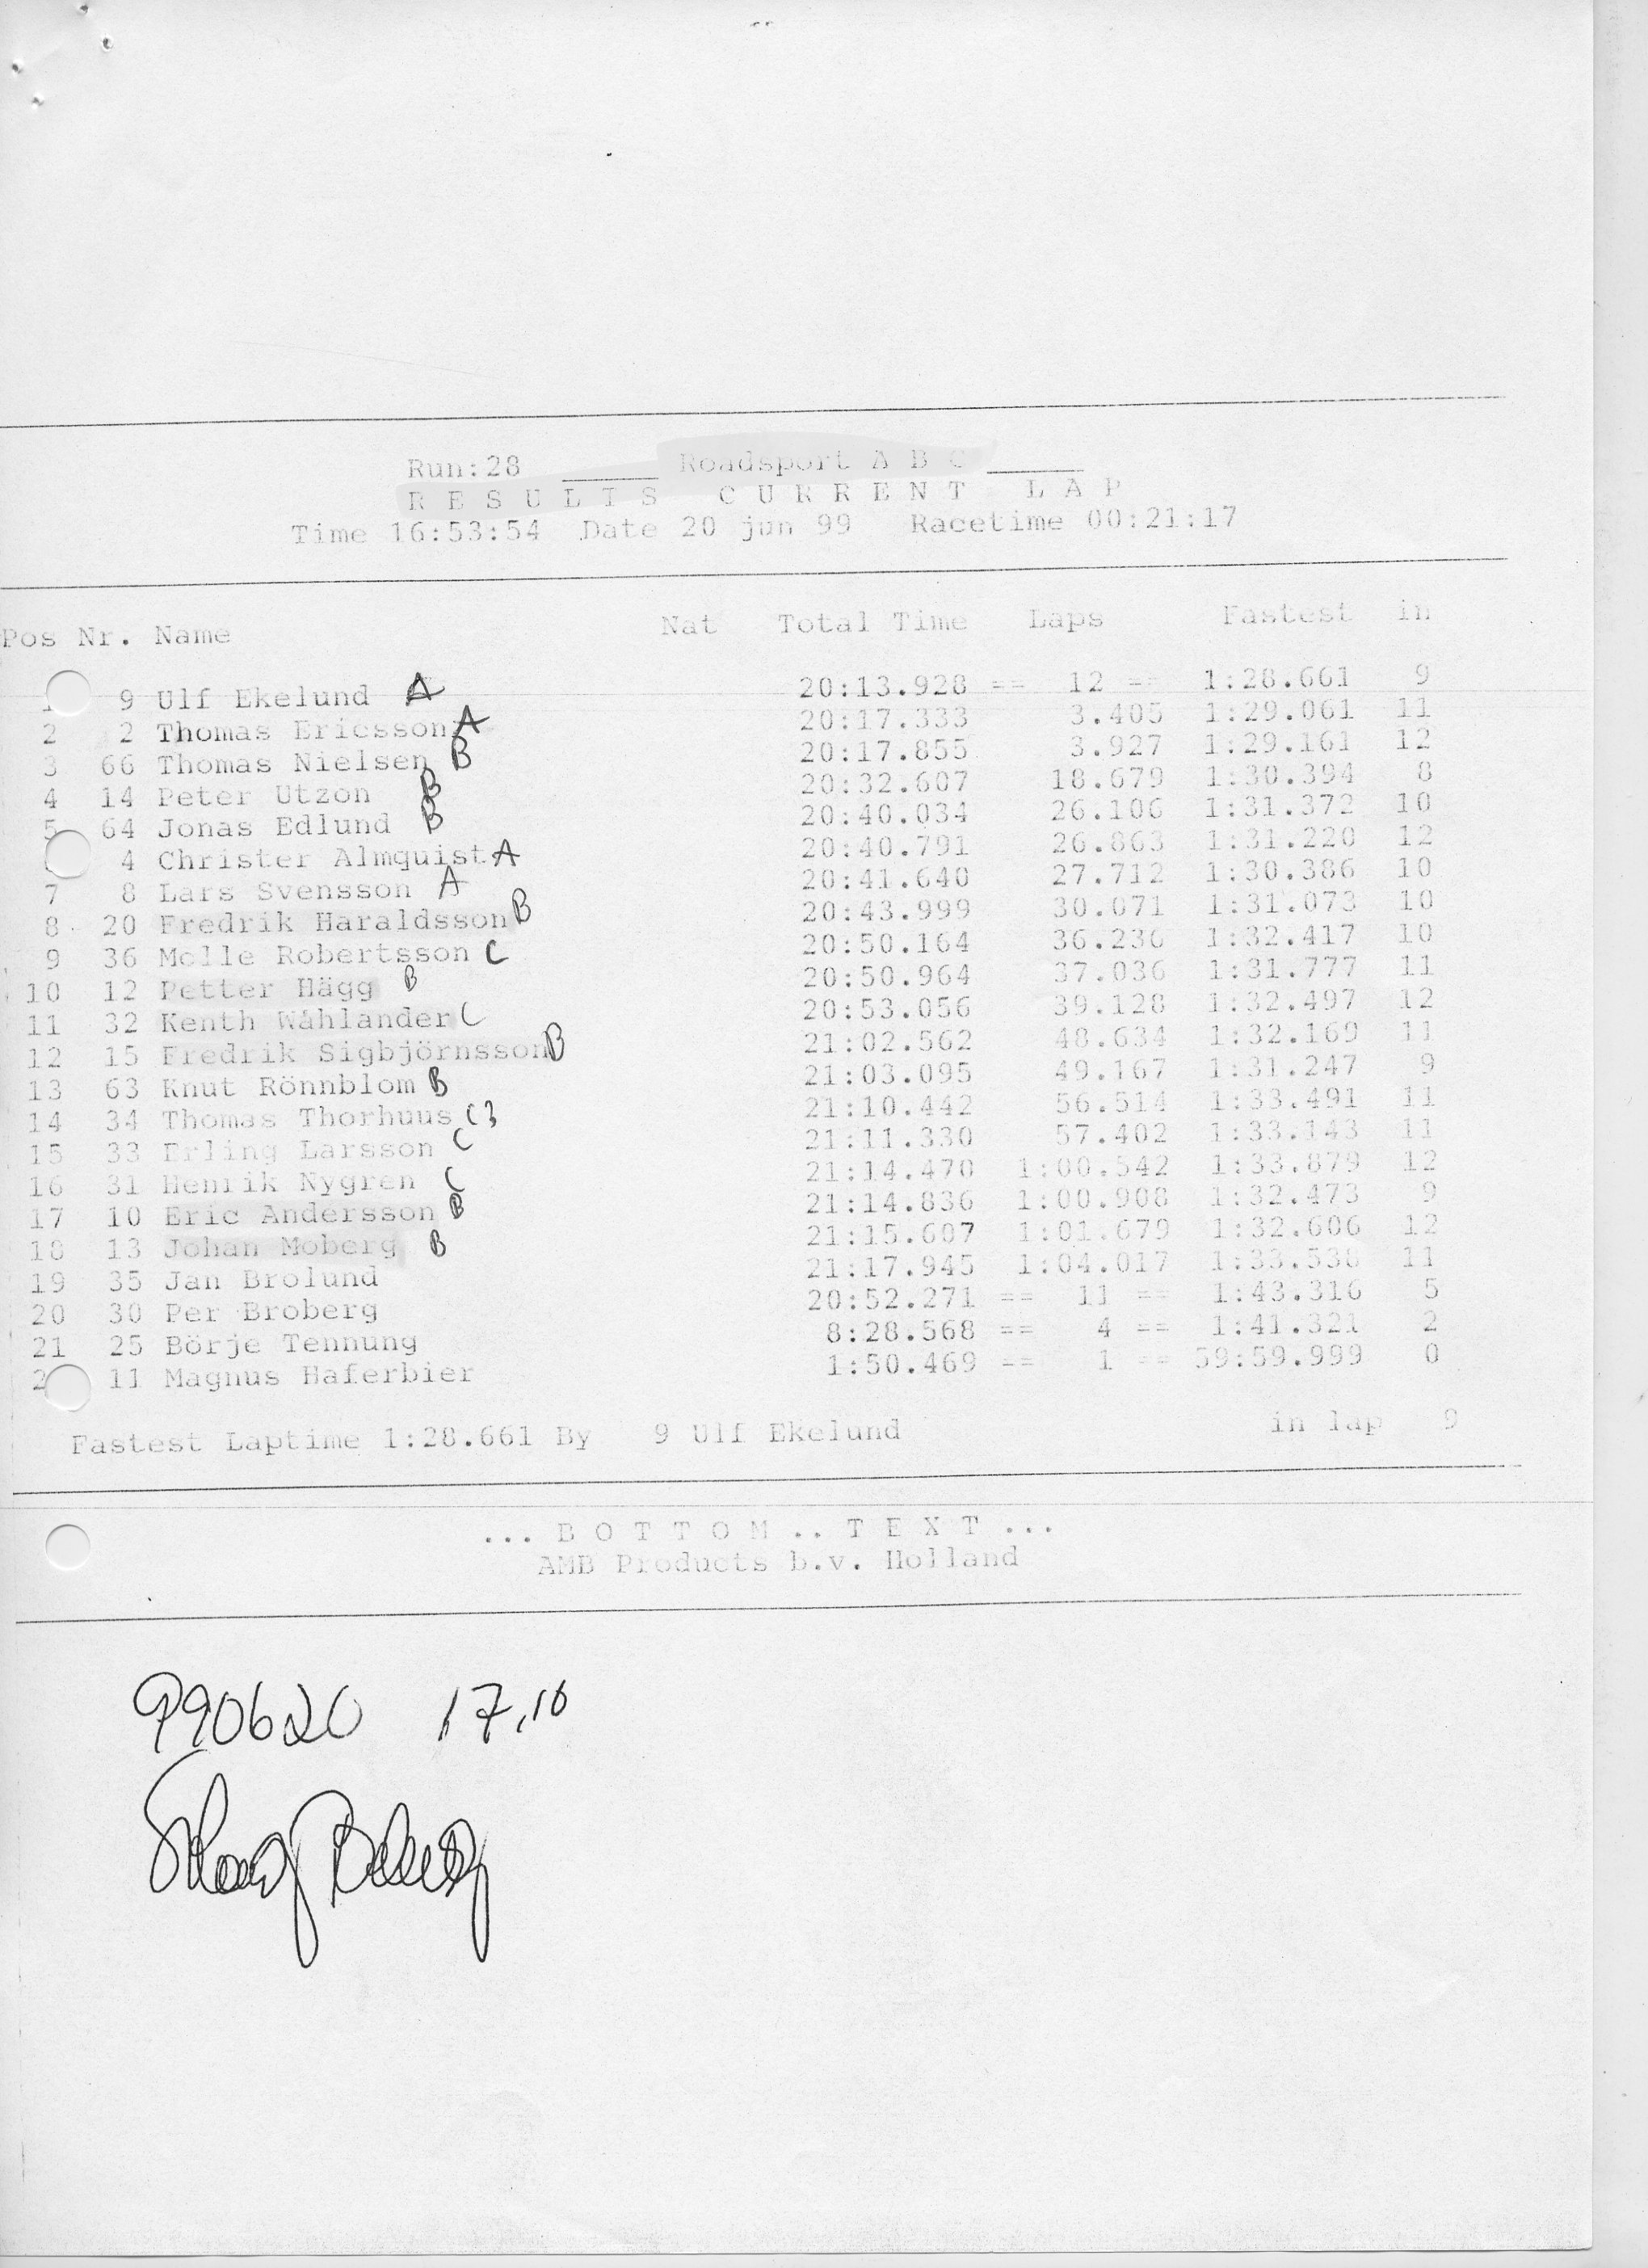 Run:28 Roadsport A B C
R E S U L T S C U R R E N T L A P
Time 16:53:54 Date 20 jun 99 Racetime 00:21:17
Pos Nr. Name Nat Total Time Laps Fastest in
1 9 Ulf Ekelund A 20:13.928 == 12 == 1:28.661 9
2 2 Thomas Ericsson A 20:17.333 3.405 1:29.061 11
3 66 Thomas Nielsen B 20:17.855 3.927 1:29.161 12
4 14 Peter Utzon B 20:32.607 18.679 1:30.394 8
5 64 Jonas Edlund B 20:40.034 26.106 1:31.372 10
4 Christer Almquist A 20:40.791 26.863 1:31.220 12
7 8 Lars Svensson A 20:41.640 27.712 1:30.386 10
8 20 Fredrik Haraldsson B 20:43.999 30.071 1:31.073 10
9 36 Molle Robertsson C 20:50.164 36.236 1:32.417 10
10 12 Petter Hägg B 20:50.964 37.036 1:31.777 11
11 32 Kenth Wåhlander C 20:53.056 39.128 1:32.497 12
12 15 Fredrik Sigbjörnsson B 21:02.562 48.634 1:32.169 11
13 63 Knut Rönnblom B 21:03.095 49.167 1:31.247 9
14 34 Thomas Thorhuus C 21:10.442 56.514 1:33.491 11
15 33 Erling Larsson C 21:11.330 57.402 1:33.143 11
16 31 Henrik Nygren C 21:14.470 1:00.542 1:33.879 12
17 10 Eric Andersson B 21:14.836 1:00.908 1:32.473 9
18 13 Johan Moberg B 21:15.607 1:01.679 1:32.606 12
19 35 Jan Brolund 21:17.945 1:04.017 1:33.538 11
20 30 Per Broberg 20:52.271 == 11 == 1:43.316 5
21 25 Börje Tennung 8:28.568 == 4 == 1:41.321 2
2 11 Magnus Haferbier 1:50.469 == 1 == 59:59.999 0
Fastest Laptime 1:28.661 By 9 Ulf Ekelund in lap 9
... B O T T O M .. T E X T ...
AMB Products b.v. Holland
990620 17,10